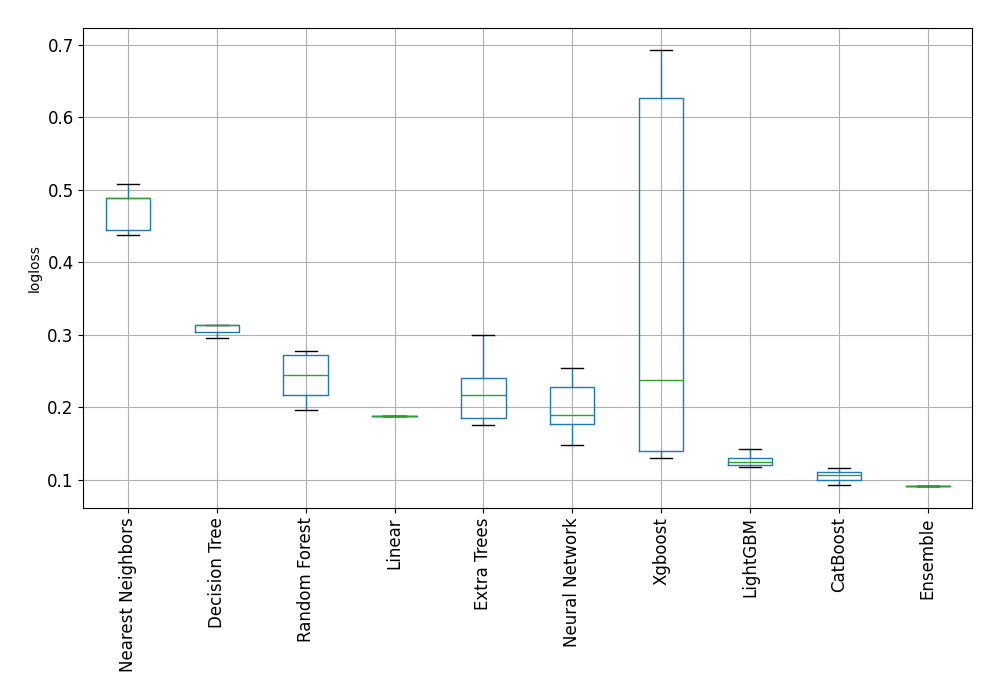 0.7
0.6
0.5
0.4
0.3
0.2
0.1
logloss
Nearest Neighbors
Decision Tree
Random Forest
Linear
Extra Trees
Neural Network
Xgboost
LightGBM
CatBoost
Ensemble